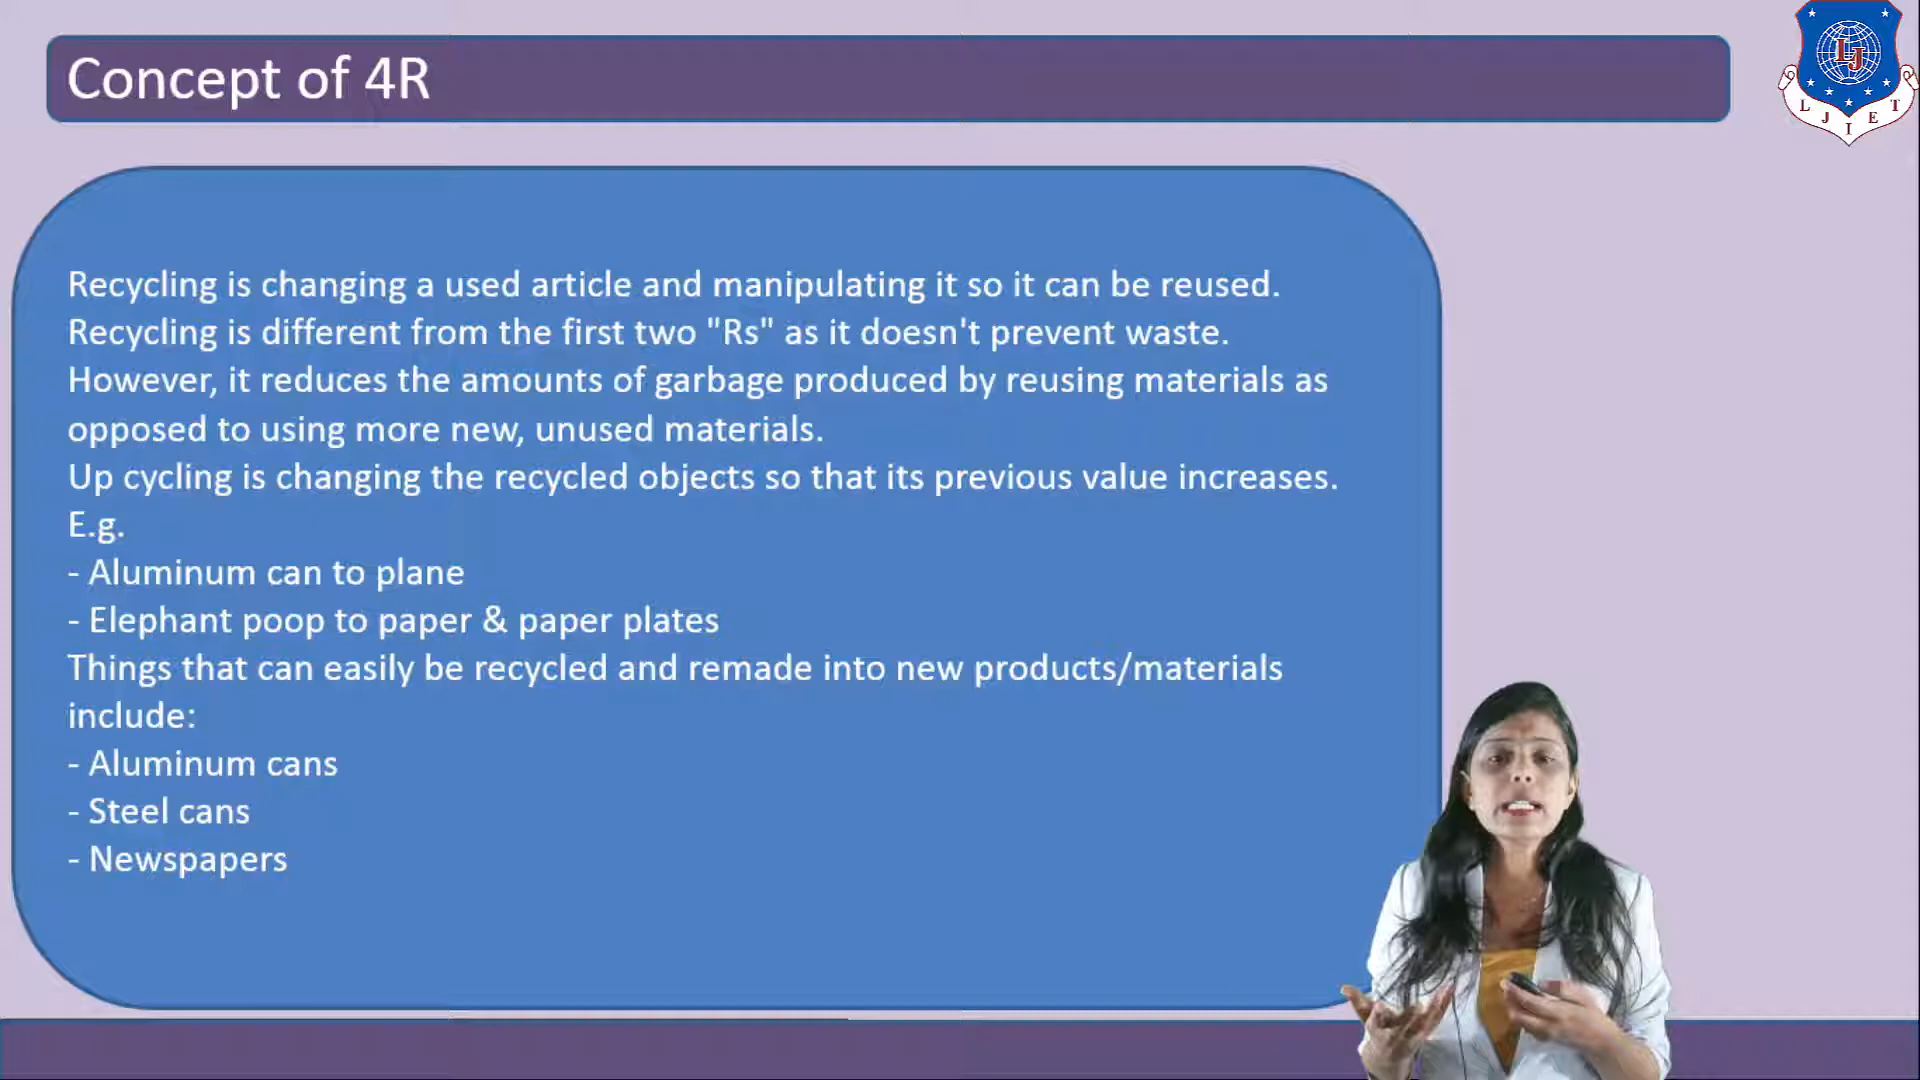 Concept of 4R
Recycling is changing a used article and manipulating it so it can be reused.
Recycling is different from the first two "Rs" as it doesn't prevent waste.
However, it reduces the amounts of garbage produced by reusing materials as
opposed to using more new, unused materials.
Up cycling is changing the recycled objects so that its previous value increases.
E.g.
- Aluminum can to plane
- Elephant poop to paper & paper plates
Things that can easily be recycled and remade into new products/materials
include:
- Aluminum cans
- Steel cans
- Newspapers
LJ
L J I E T